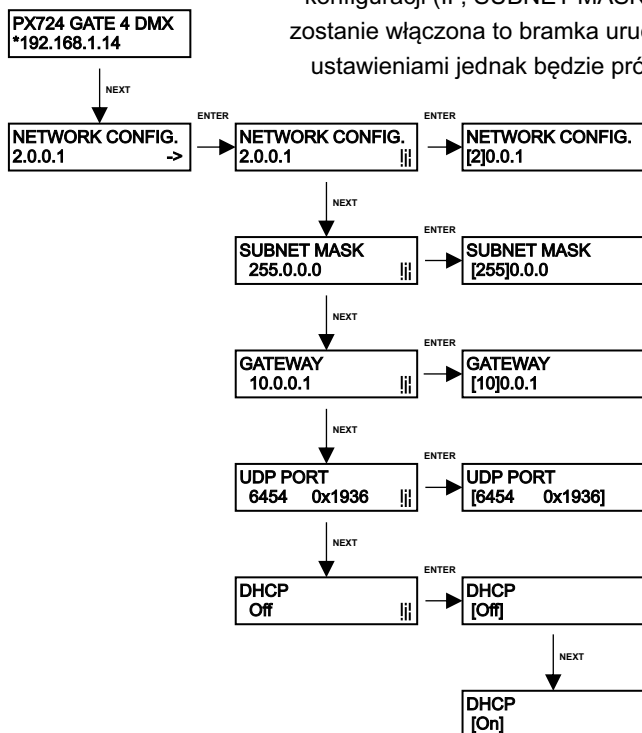 konfiguracji (IP, SUBNET MASK
zostanie włączona to bramka uruc
ustawieniami jednak będzie pró
PX724 GATE 4 DMX
*192.168.1.14
NEXT
NETWORK CONFIG.
2.0.0.1 ->
ENTER
NETWORK CONFIG.
2.0.0.1
ENTER
NETWORK CONFIG.
[2]0.0.1
NEXT
SUBNET MASK
255.0.0.0
ENTER
SUBNET MASK
[255]0.0.0
NEXT
GATEWAY
10.0.0.1
ENTER
GATEWAY
[10]0.0.1
NEXT
UDP PORT
6454 0x1936
ENTER
UDP PORT
[6454 0x1936]
NEXT
DHCP
Off
ENTER
DHCP
[Off]
NEXT
DHCP
[On]